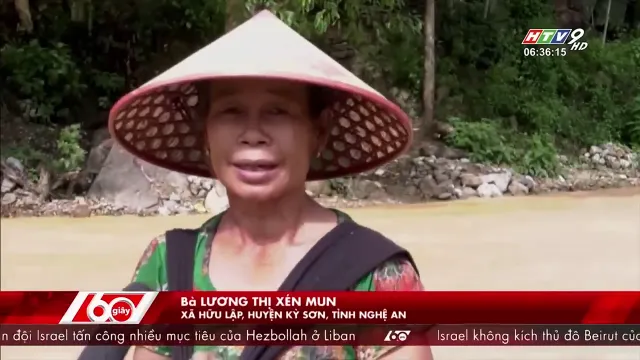 HTV9
HD
06:36:15
Bà LƯƠNG THỊ XÉN MUN
60 giây
XÃ HỮU LẬP, HUYỆN KỲ SƠN, TỈNH NGHỆ AN
n đội Israel tấn công nhiều mục tiêu của Hezbollah ở Liban 60 Israel không kích thủ đô Beirut của